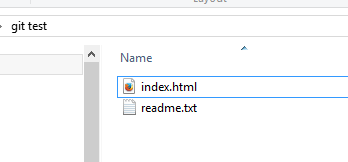 Layout
git test
Name
index.html
readme.txt